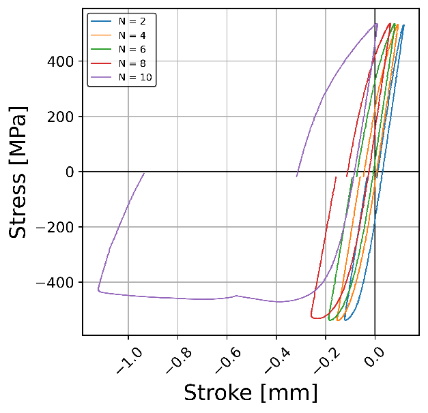 N = 2
N = 4
N = 6
N = 8
N = 10
400
200
0
−200
−400
Stress [MPa]
−1.0
−0.8
−0.6
−0.4
−0.2
0.0
Stroke [mm]